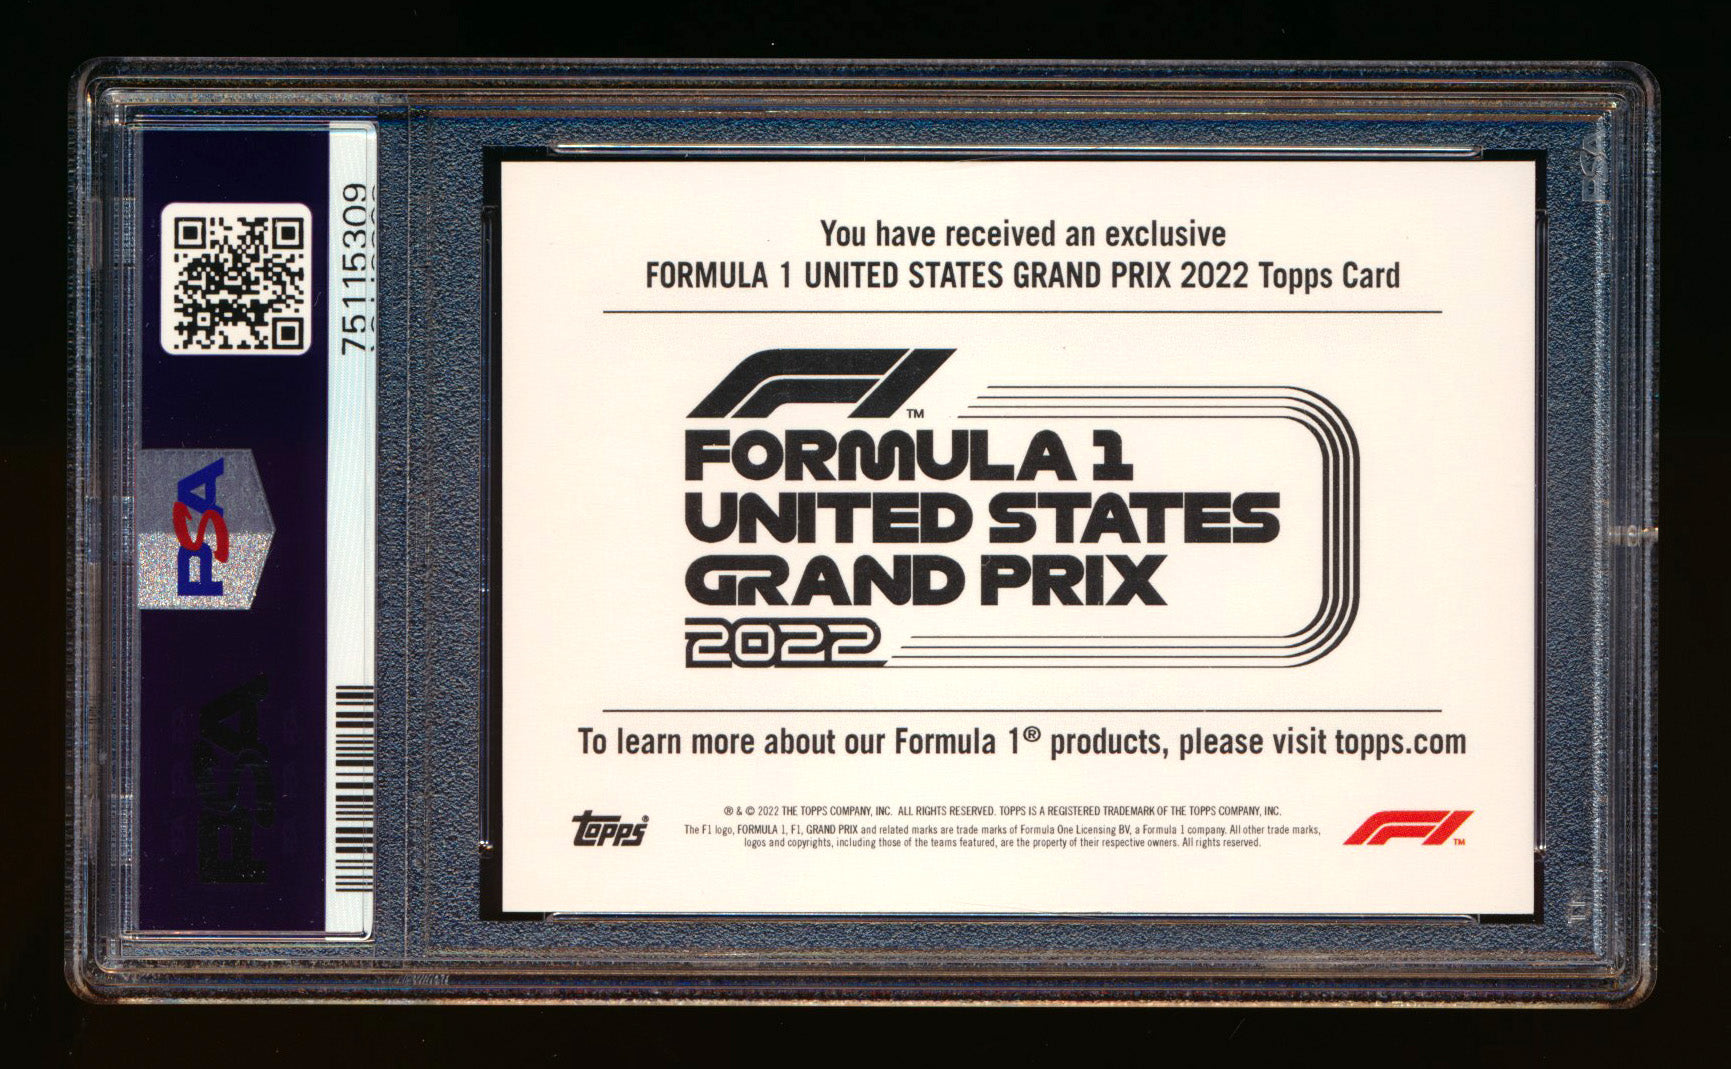 75115309
PSA
PSA
PSA
You have received an exclusive
FORMULA 1 UNITED STATES GRAND PRIX 2022 Topps Card
F1 TM
FORMULA 1
UNITED STATES
GRAND PRIX
2022
To learn more about our Formula 1® products, please visit topps.com
topps®
® & © 2022 THE TOPPS COMPANY, INC. ALL RIGHTS RESERVED. TOPPS IS A REGISTERED TRADEMARK OF THE TOPPS COMPANY, INC.
The F1 logo, FORMULA 1, F1, GRAND PRIX and related marks are trade marks of Formula One Licensing BV, a Formula 1 company. All other trade marks,
logos and copyrights, including those of the teams featured, are the property of their respective owners. All rights reserved.
F1 TM